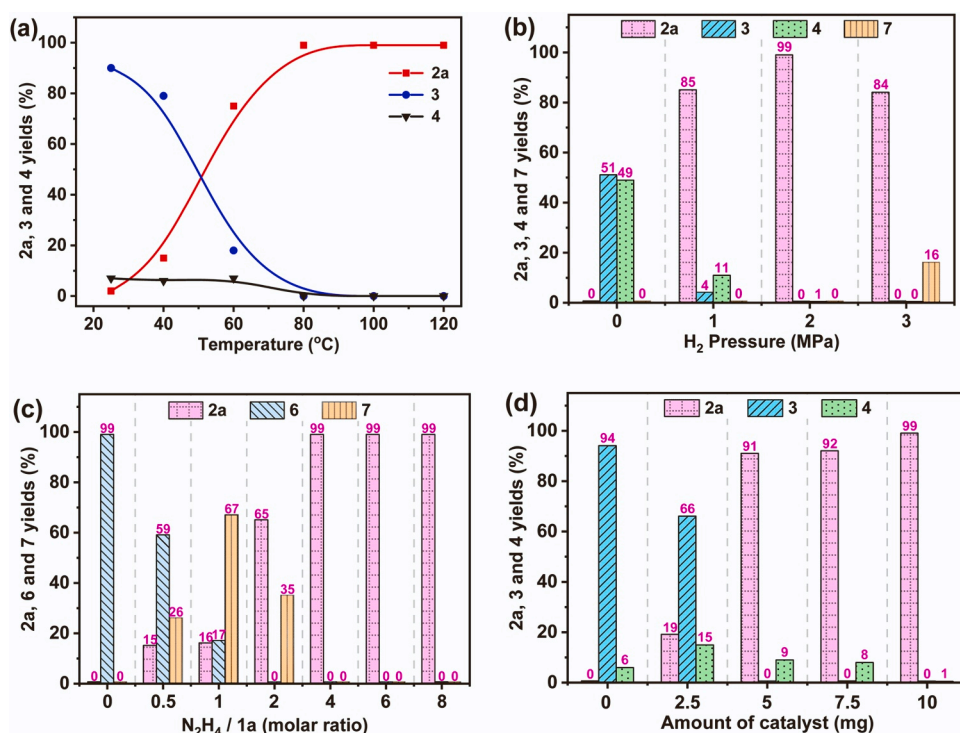 (a)
2a, 3 and 4 yields (%)
100
80
60
40
20
0
2a
3
4
20 40 60 80 100 120
Temperature (°C)
(b)
2a 3 4 7
2a, 3, 4 and 7 yields (%)
100
80
60
40
20
0
0 51 49 0
85 4 11 0
99 0 1 0
84 0 0 16
0 1 2 3
H₂ Pressure (MPa)
(c)
2a 6 7
2a, 6 and 7 yields (%)
100
80
60
40
20
0
0 99 0
15 59 26
16 17 67
65 0 35
99 0 0
99 0 0
99 0 0
0 0.5 1 2 4 6 8
N₂H₄ / 1a (molar ratio)
(d)
2a 3 4
2a, 3 and 4 yields (%)
100
80
60
40
20
0
0 94 6
19 66 15
91 0 9
92 0 8
99 0 1
0 2.5 5 7.5 10
Amount of catalyst (mg)